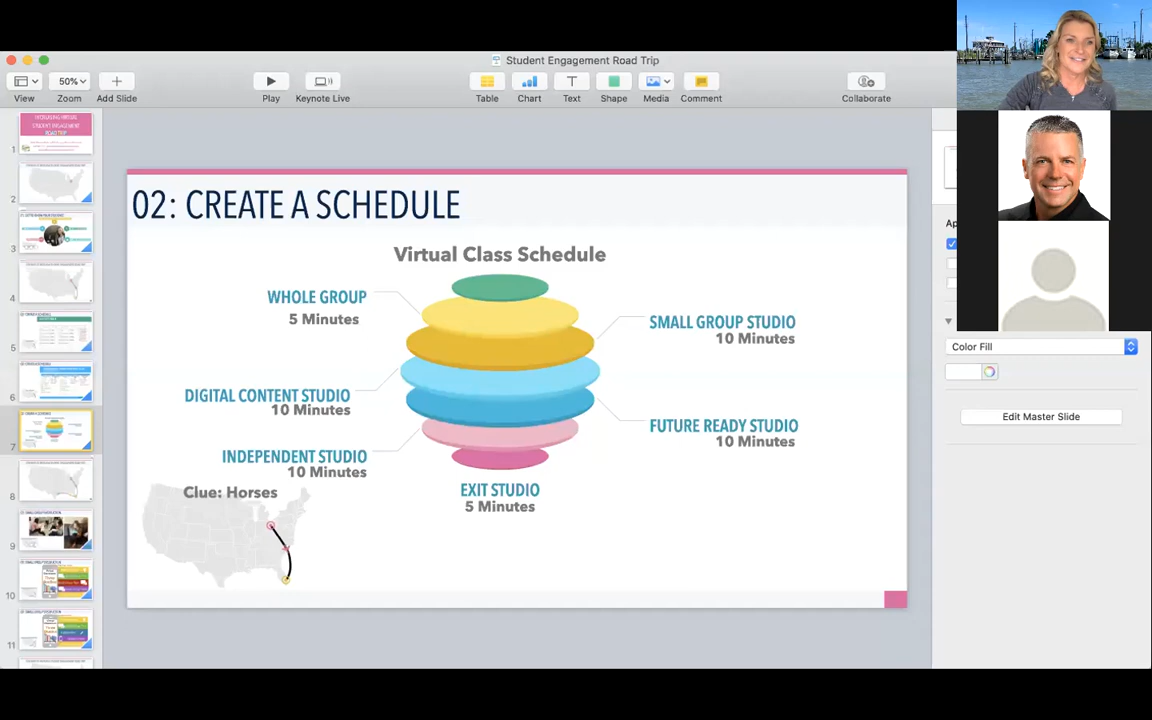 Student Engagement Road Trip
50%
View
Zoom
Add Slide
Play
Keynote Live
Table
Chart
Text
Shape
Media
Comment
Collaborate
02: CREATE A SCHEDULE
Virtual Class Schedule
WHOLE GROUP
5 Minutes
SMALL GROUP STUDIO
10 Minutes
DIGITAL CONTENT STUDIO
10 Minutes
FUTURE READY STUDIO
10 Minutes
INDEPENDENT STUDIO
10 Minutes
EXIT STUDIO
5 Minutes
Clue: Horses
Color Fill
Edit Master Slide
1
2
3
4
5
6
7
8
9
10
11